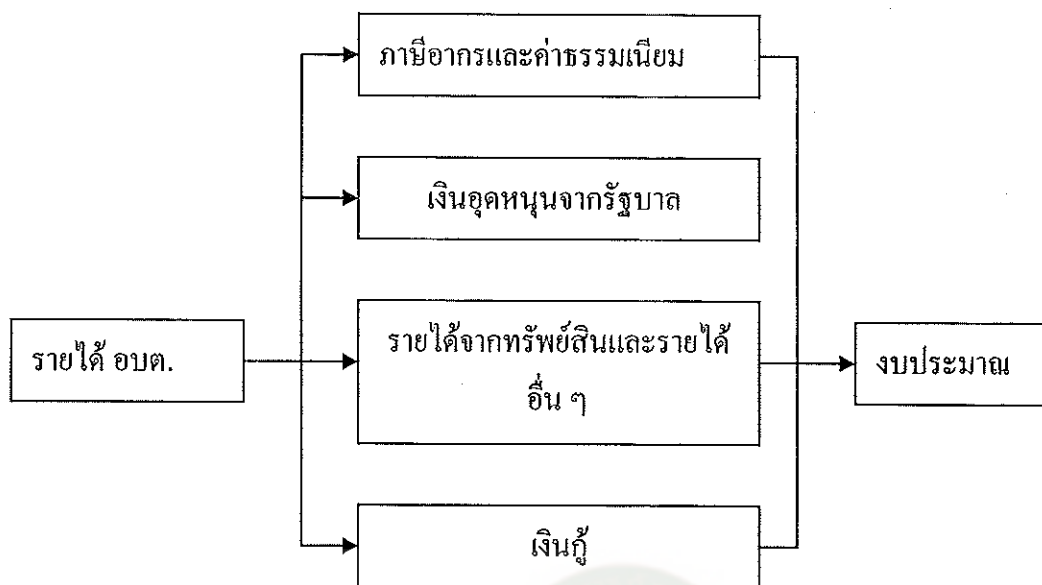 ภาษีอากรและค่าธรรมเนียม
เงินอุดหนุนจากรัฐบาล
รายได้ อบต.
รายได้จากทรัพย์สินและรายได้
อื่น ๆ
งบประมาณ
เงินกู้